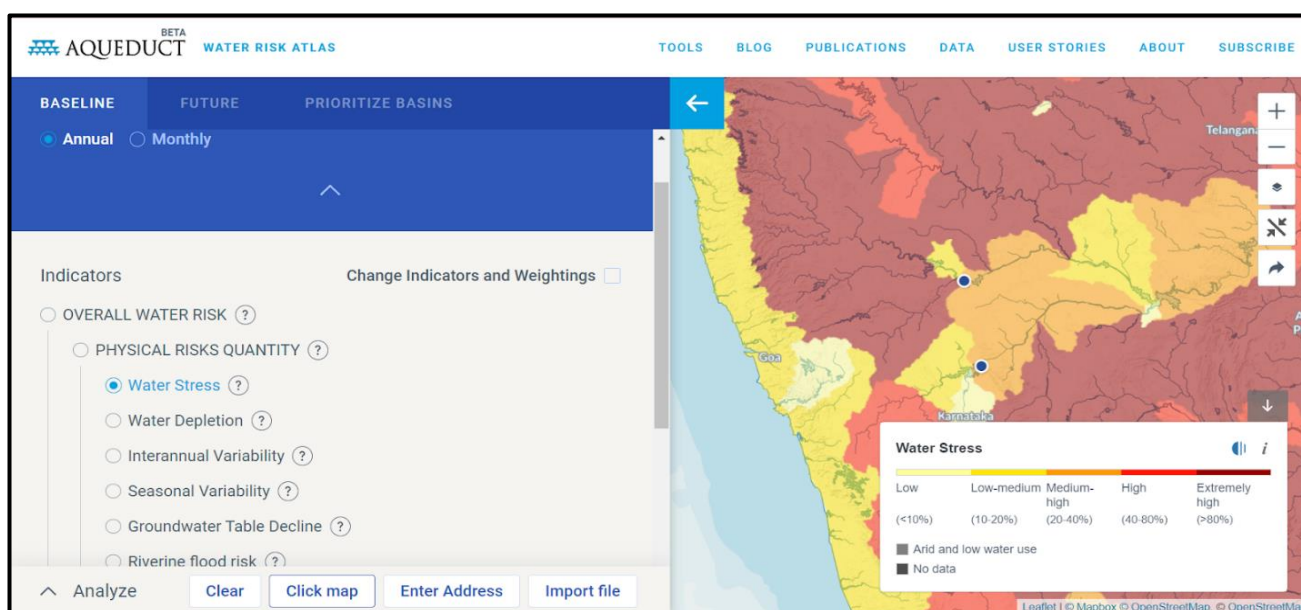 BETA
AQUEDUCT WATER RISK ATLAS
TOOLS BLOG PUBLICATIONS DATA USER STORIES ABOUT SUBSCRIBE
BASELINE FUTURE PRIORITIZE BASINS
Annual Monthly
Indicators Change Indicators and Weightings
OVERALL WATER RISK ?
PHYSICAL RISKS QUANTITY ?
Water Stress ?
Water Depletion ?
Interannual Variability ?
Seasonal Variability ?
Groundwater Table Decline ?
Riverine flood risk ?
Analyze Clear Click map Enter Address Import file
Telangana
Goa
Karnataka
Water Stress i
Low Low-medium Medium-high High Extremely high
(<10%) (10-20%) (20-40%) (40-80%) (>80%)
Arid and low water use
No data
Leaflet | © Mapbox © OpenStreetMap, © OpenStreetMa